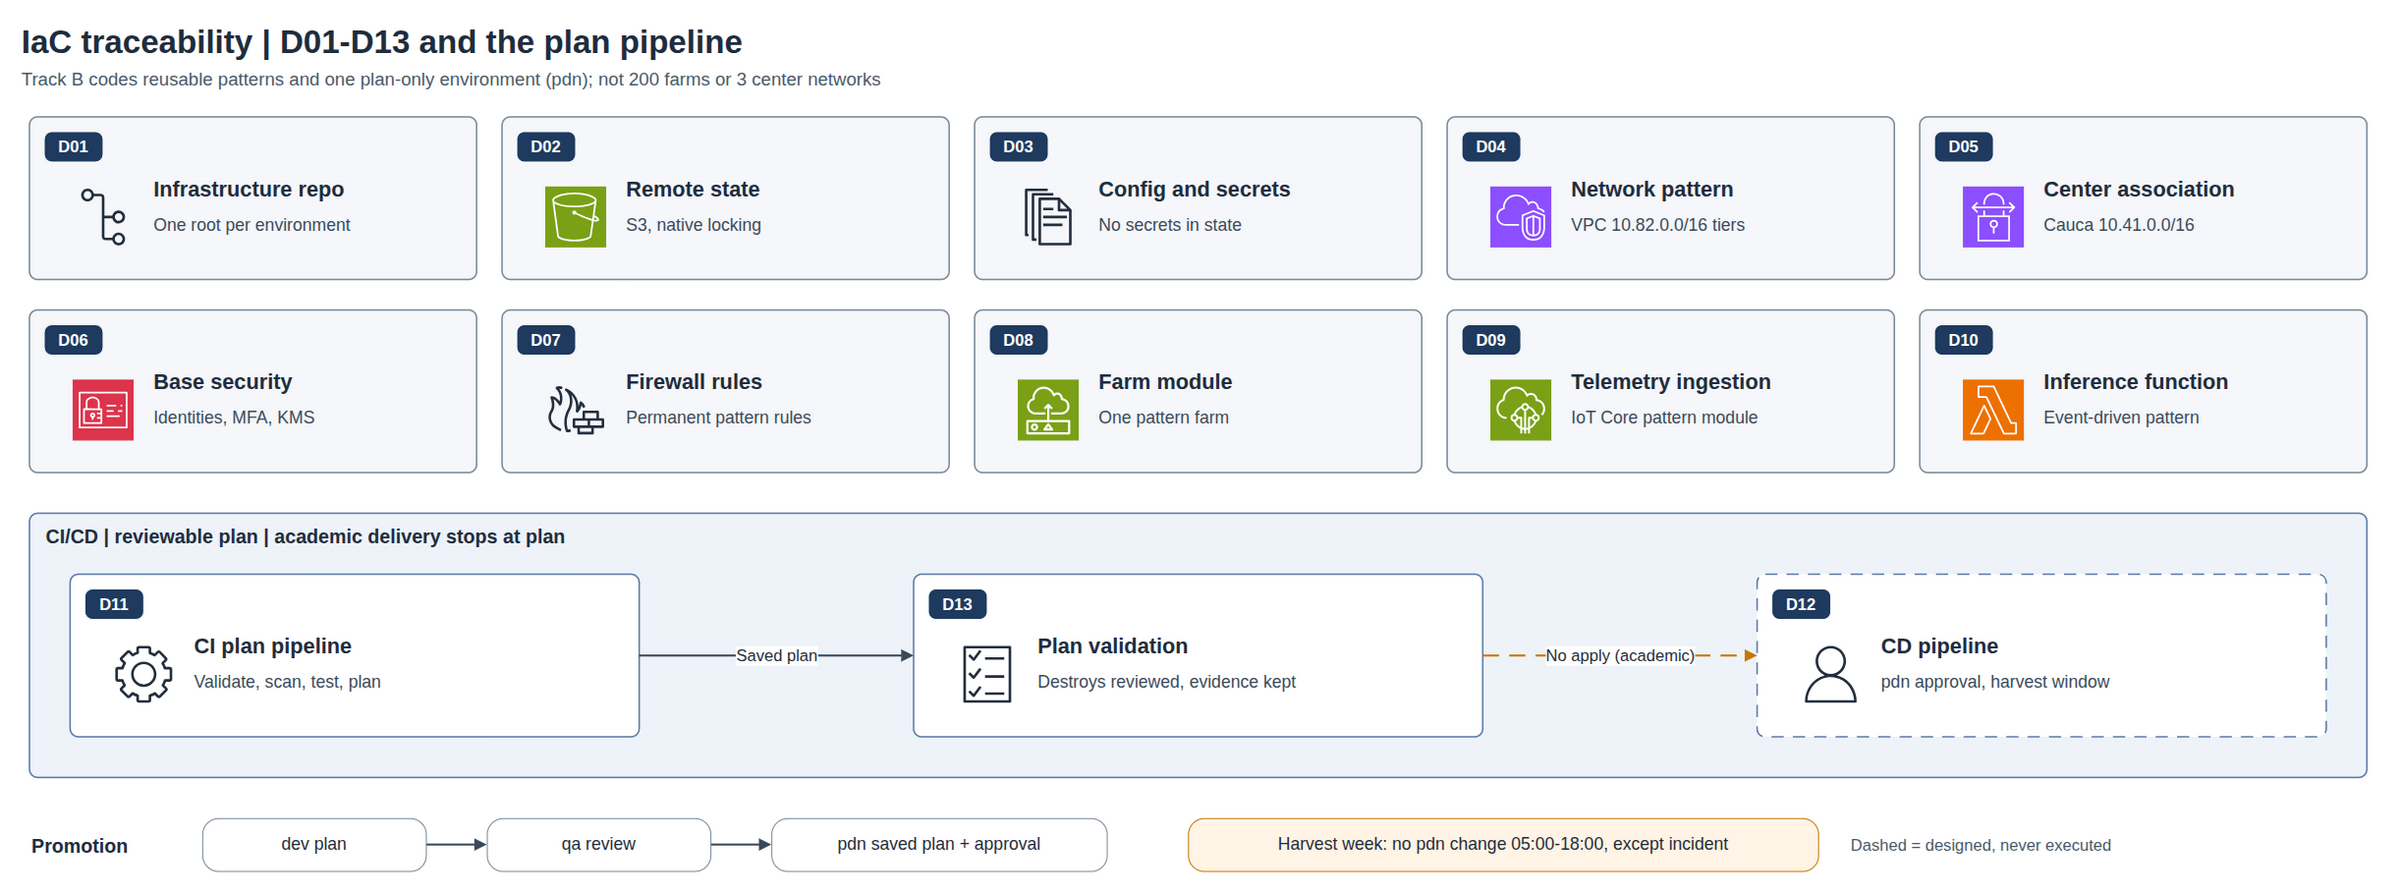 IaC traceability | D01-D13 and the plan pipeline
Track B codes reusable patterns and one plan-only environment (pdn); not 200 farms or 3 center networks
D01
Infrastructure repo
One root per environment
D02
Remote state
S3, native locking
D03
Config and secrets
No secrets in state
D04
Network pattern
VPC 10.82.0.0/16 tiers
D05
Center association
Cauca 10.41.0.0/16
D06
Base security
Identities, MFA, KMS
D07
Firewall rules
Permanent pattern rules
D08
Farm module
One pattern farm
D09
Telemetry ingestion
IoT Core pattern module
D10
Inference function
Event-driven pattern
CI/CD | reviewable plan | academic delivery stops at plan
D11
CI plan pipeline
Validate, scan, test, plan
Saved plan
D13
Plan validation
Destroys reviewed, evidence kept
No apply (academic)
D12
CD pipeline
pdn approval, harvest window
Promotion
dev plan
qa review
pdn saved plan + approval
Harvest week: no pdn change 05:00-18:00, except incident
Dashed = designed, never executed